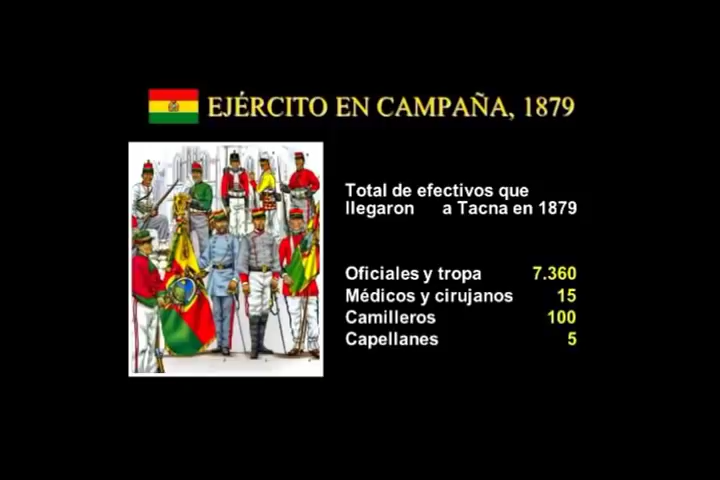 EJÉRCITO EN CAMPAÑA, 1879
Total de efectivos que
llegaron a Tacna en 1879
Oficiales y tropa 7.360
Médicos y cirujanos 15
Camilleros 100
Capellanes 5